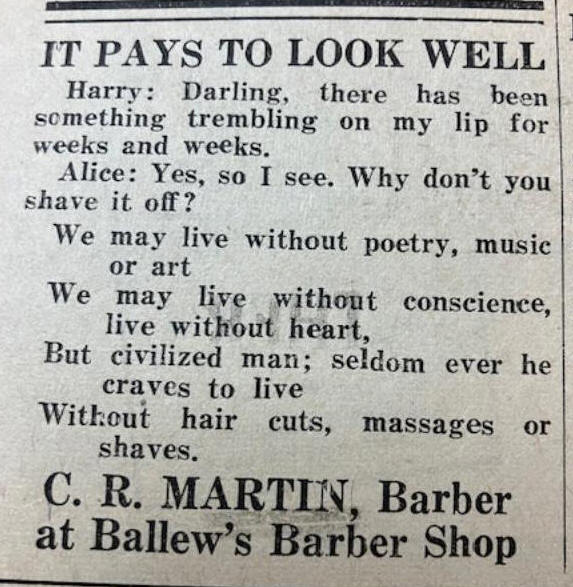 IT PAYS TO LOOK WELL
Harry: Darling, there has been
something trembling on my lip for
weeks and weeks.
Alice: Yes, so I see. Why don't you
shave it off?
We may live without poetry, music
or art
We may live without conscience,
live without heart,
But civilized man; seldom ever he
craves to live
Without hair cuts, massages or
shaves.
C. R. MARTIN, Barber
at Ballew's Barber Shop